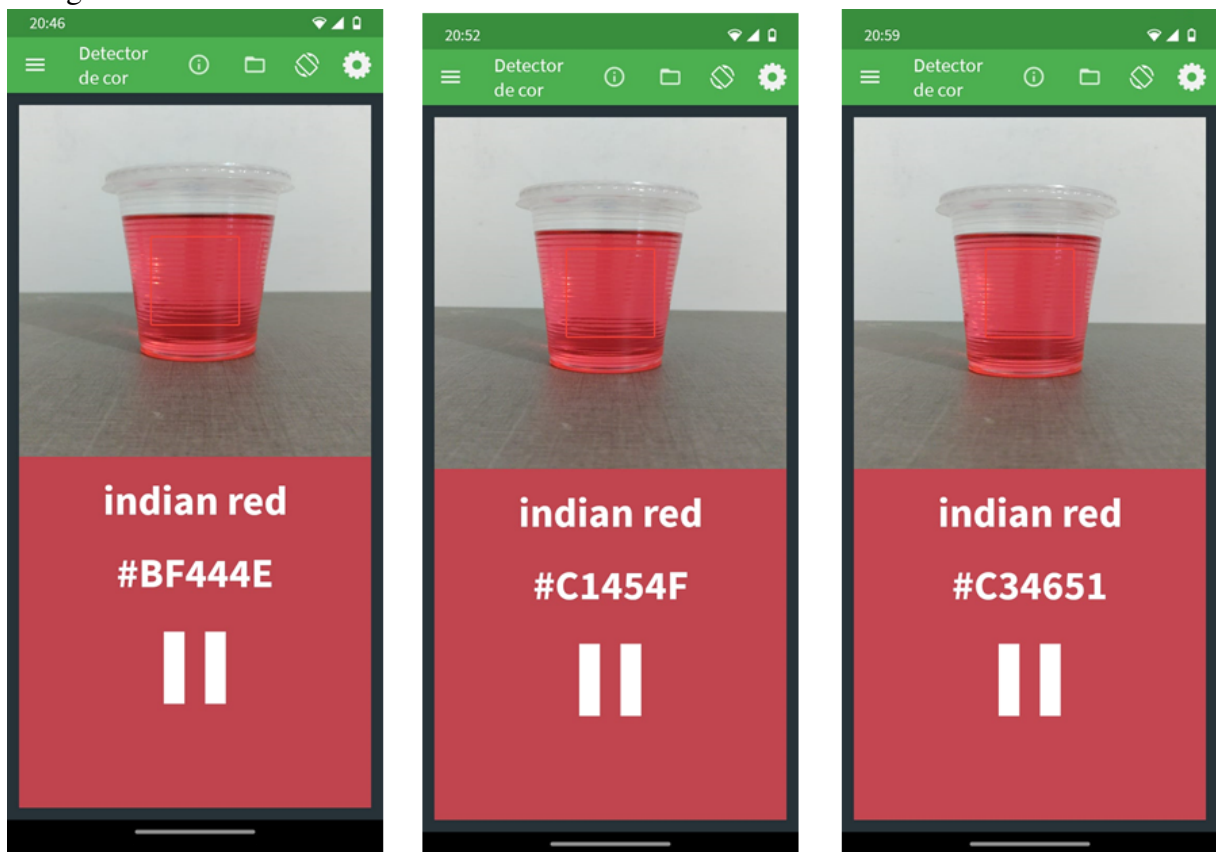 20:46
Detector
de cor
indian red
#BF444E
20:52
Detector
de cor
indian red
#C1454F
20:59
Detector
de cor
indian red
#C34651